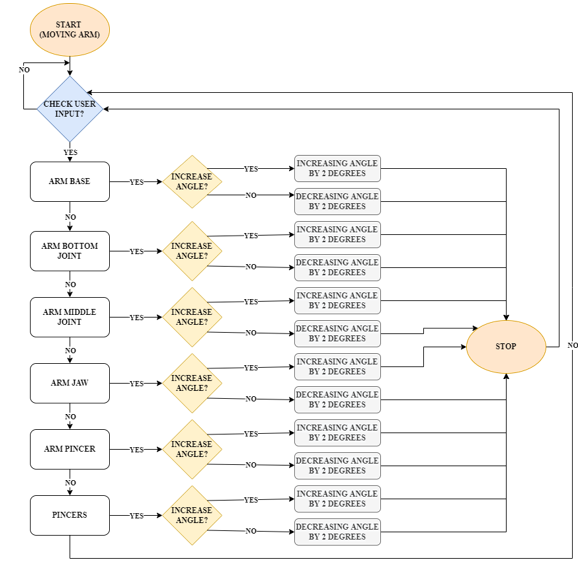 START
(MOVING ARM)
NO
CHECK USER
INPUT?
YES
ARM BASE
YES
INCREASE
ANGLE?
YES
INCREASING ANGLE
BY 2 DEGREES
NO
DECREASING ANGLE
BY 2 DEGREES
NO
ARM BOTTOM
JOINT
YES
INCREASE
ANGLE?
YES
INCREASING ANGLE
BY 2 DEGREES
NO
DECREASING ANGLE
BY 2 DEGREES
NO
ARM MIDDLE
JOINT
YES
INCREASE
ANGLE?
YES
INCREASING ANGLE
BY 2 DEGREES
NO
DECREASING ANGLE
BY 2 DEGREES
STOP
NO
NO
ARM JAW
YES
INCREASE
ANGLE?
YES
INCREASING ANGLE
BY 2 DEGREES
NO
DECREASING ANGLE
BY 2 DEGREES
NO
ARM PINCER
YES
INCREASE
ANGLE?
YES
INCREASING ANGLE
BY 2 DEGREES
NO
DECREASING ANGLE
BY 2 DEGREES
NO
PINCERS
YES
INCREASE
ANGLE?
YES
INCREASING ANGLE
BY 2 DEGREES
NO
DECREASING ANGLE
BY 2 DEGREES